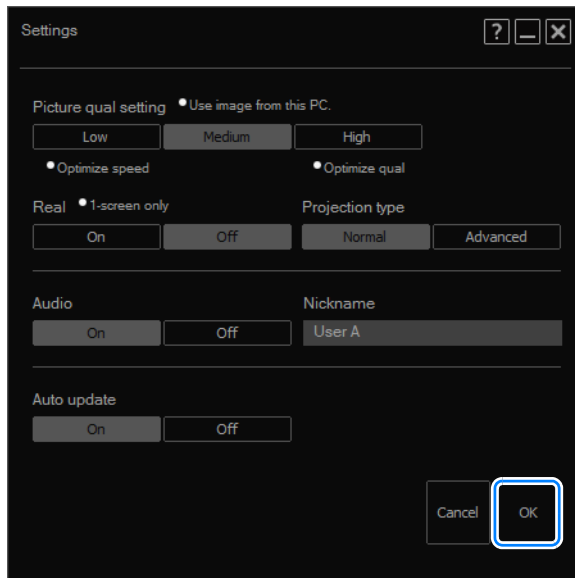 Settings
?
Picture qual setting Use image from this PC.
Low Medium High
Optimize speed Optimize qual
Real 1-screen only Projection type
On Off Normal Advanced
Audio Nickname
On Off User A
Auto update
On Off
Cancel OK